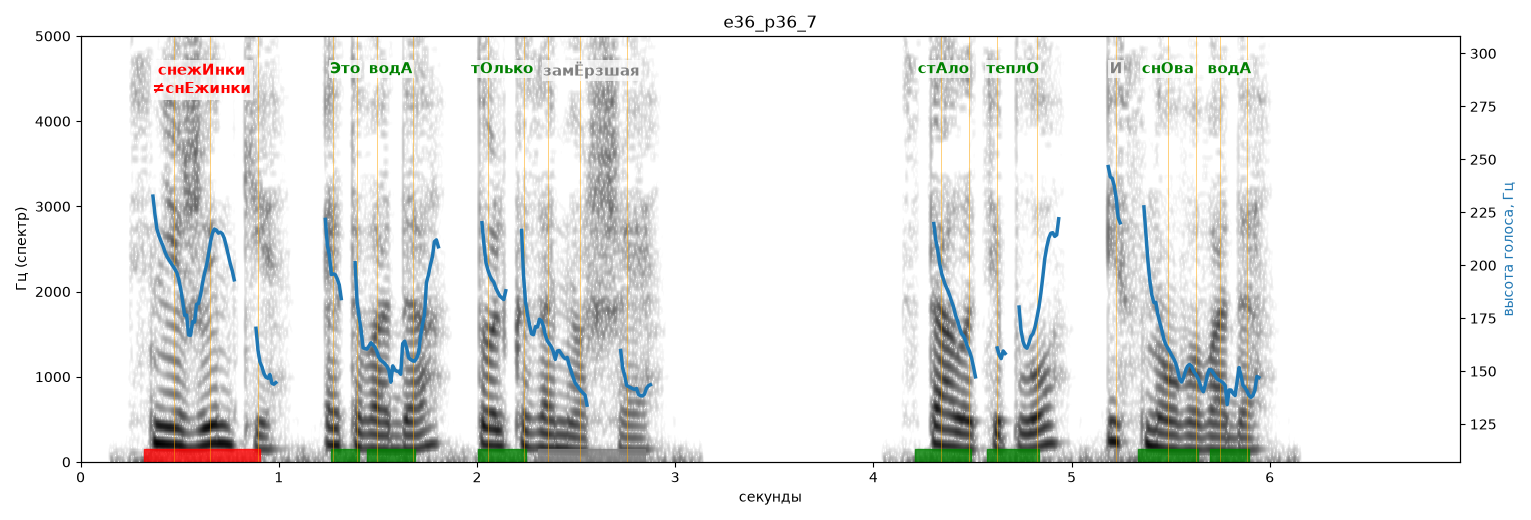 e36_p36_7
снежИнки
≠снЕжинки
Это водА
тОлько замЁрзшая
стАло теплО
И снОва водА
5000
4000
3000
2000
1000
0
Гц (спектр)
300
275
250
225
200
175
150
125
высота голоса, Гц
0 1 2 3 4 5 6
секунды